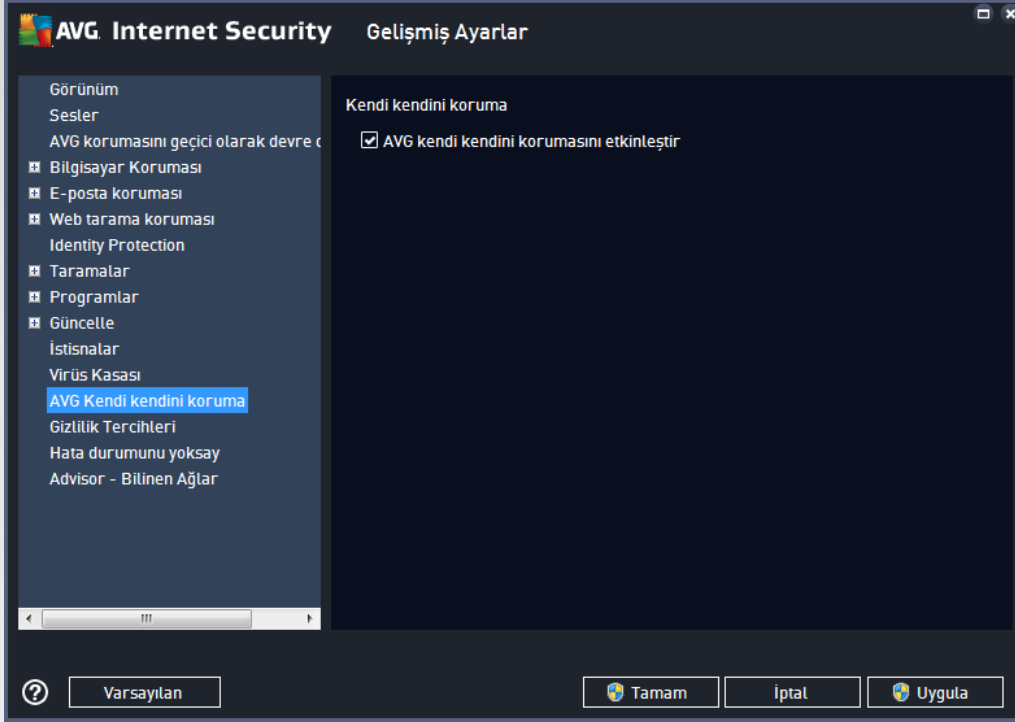 AVG Internet Security Gelişmiş Ayarlar
Görünüm
Sesler
AVG korumasını geçici olarak devre
Bilgisayar Koruması
E-posta koruması
Web tarama koruması
Identity Protection
Taramalar
Programlar
Güncelle
İstisnalar
Virüs Kasası
AVG Kendi kendini koruma
Gizlilik Tercihleri
Hata durumunu yoksay
Advisor - Bilinen Ağlar
Kendi kendini koruma
AVG kendi kendini korumasını etkinleştir
Varsayılan
Tamam
İptal
Uygula